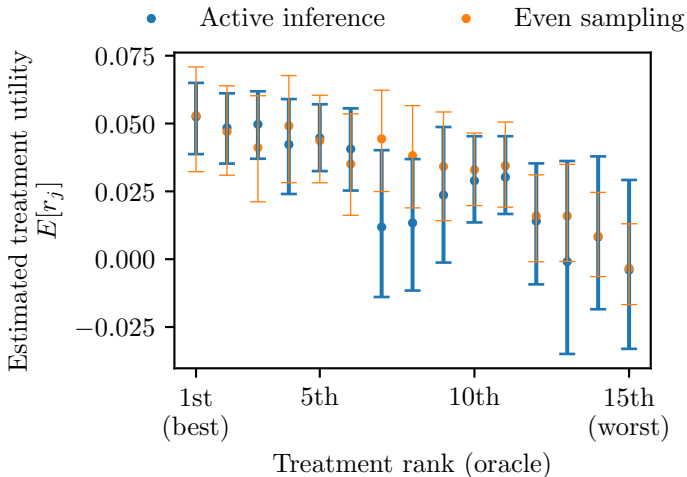 Active inference
Even sampling
Estimated treatment utility
E[r_j]
0.075
0.050
0.025
0.000
−0.025
1st
(best)
5th
10th
15th
(worst)
Treatment rank (oracle)